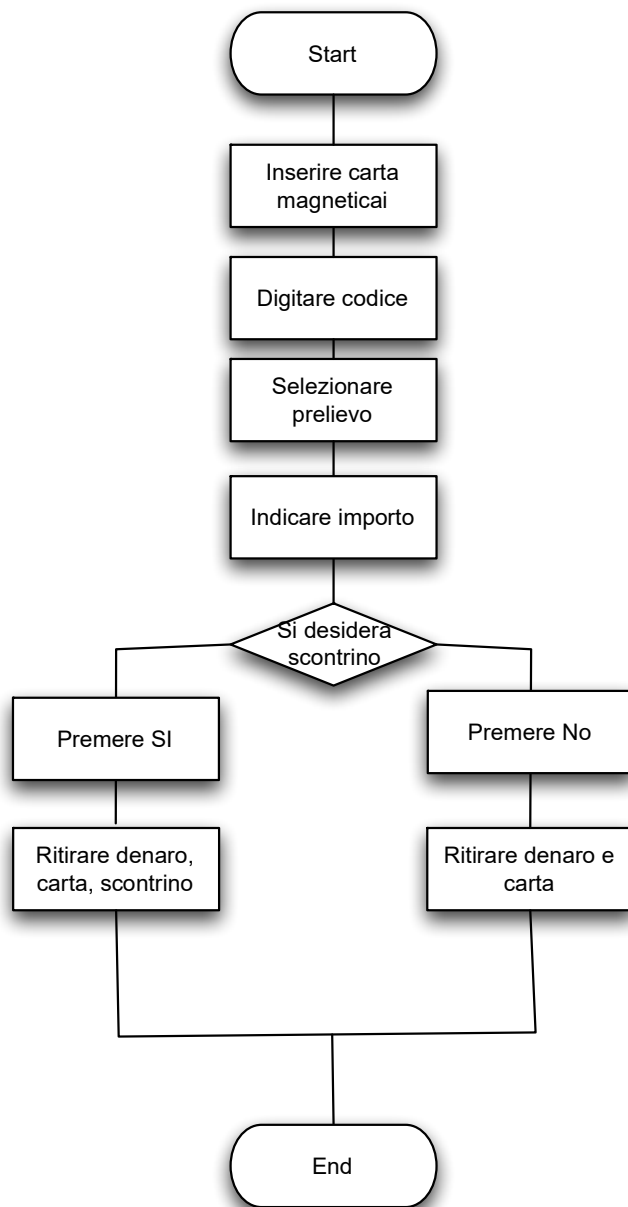 Start
Inserire carta
magneticai
Digitare codice
Selezionare
prelievo
Indicare importo
Si desidera
scontrino
Premere SI
Premere No
Ritirare denaro,
carta, scontrino
Ritirare denaro e
carta
End